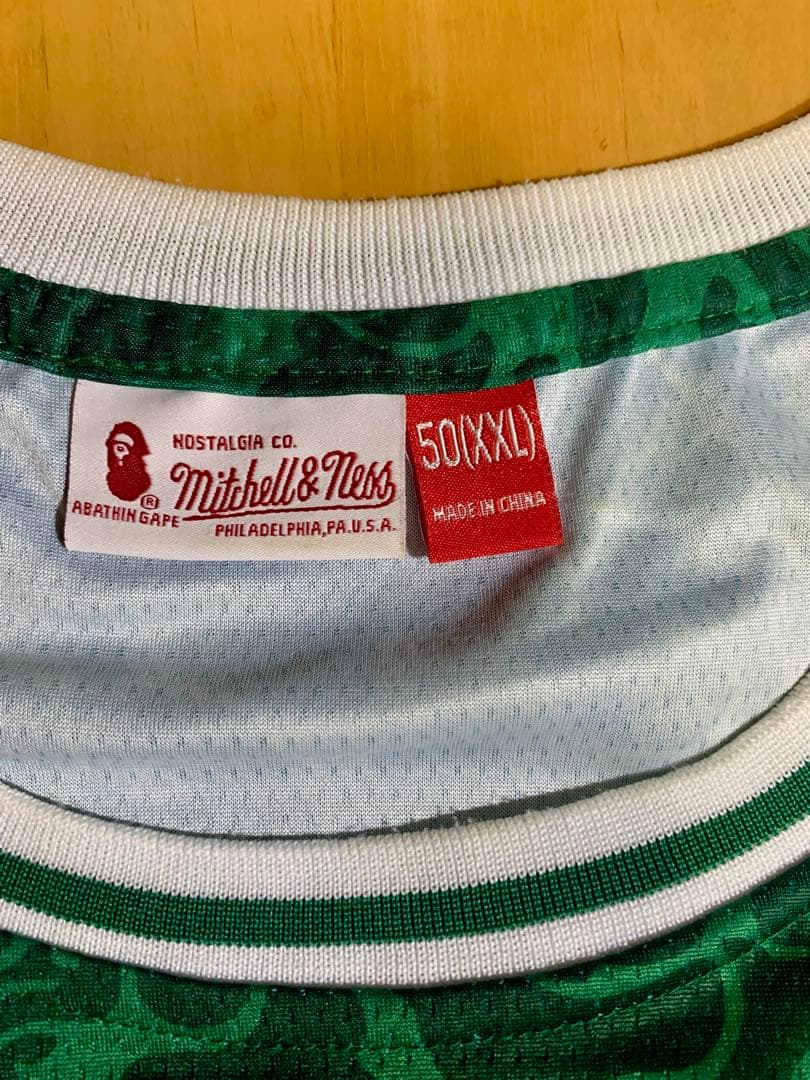 NOSTALGIA CO.
Mitchell & Ness
®
ABATHINGAPE
PHILADELPHIA,PA.U.S.A.
50(XXL)
MADE IN CHINA